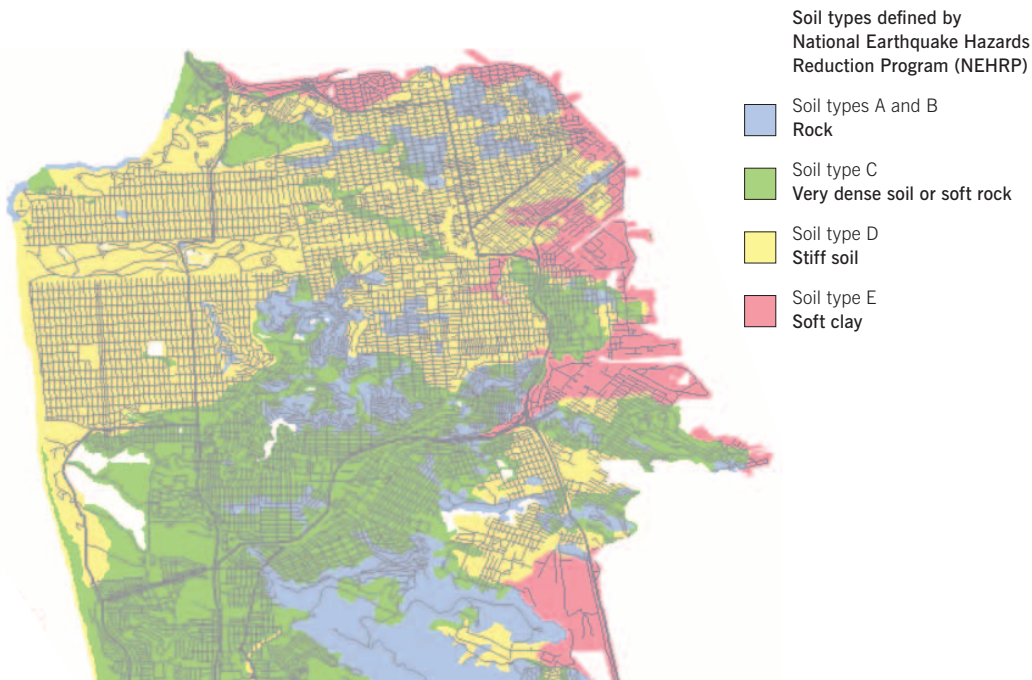 Soil types defined by
National Earthquake Hazards
Reduction Program (NEHRP)
Soil types A and B
Rock
Soil type C
Very dense soil or soft rock
Soil type D
Stiff soil
Soil type E
Soft clay